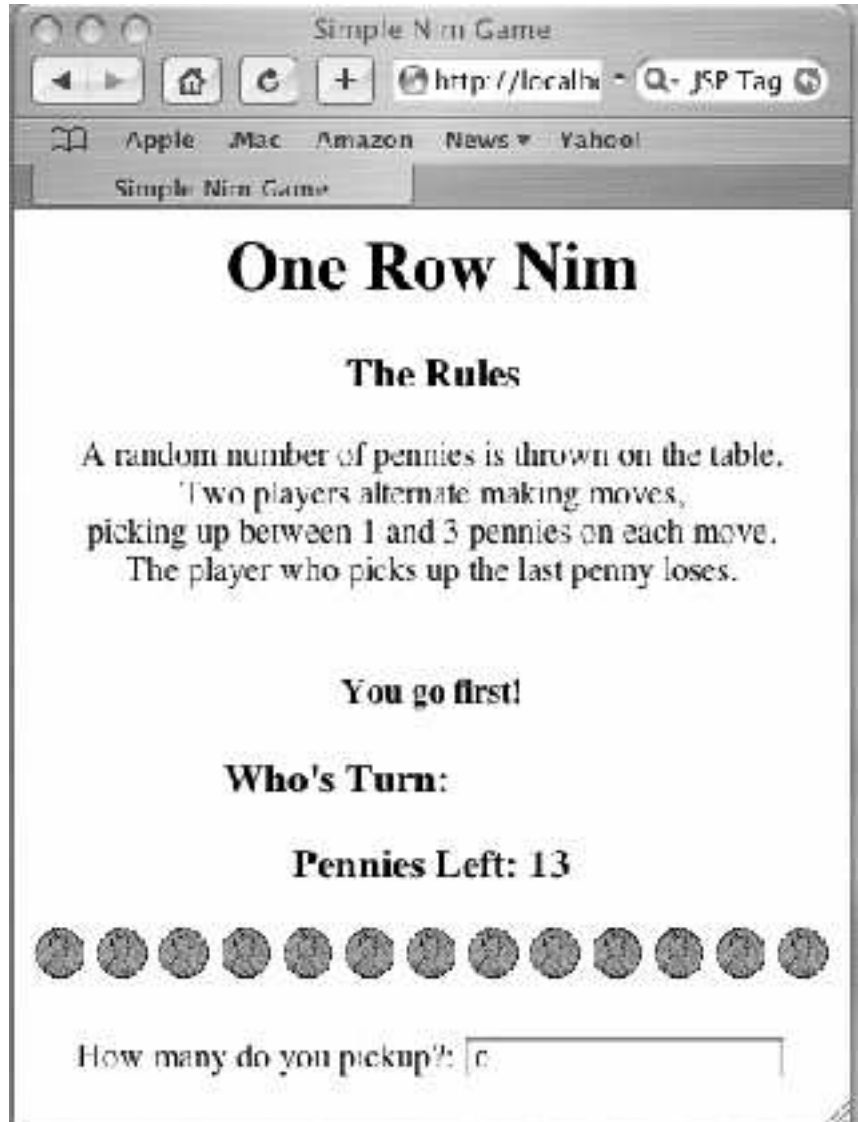 Simple Nim Game
http://localho JSP Tag
Apple .Mac Amazon News Yahoo!
Simple Nim Game
One Row Nim
The Rules
A random number of pennies is thrown on the table.
Two players alternate making moves,
picking up between 1 and 3 pennies on each move.
The player who picks up the last penny loses.
You go first!
Who's Turn:
Pennies Left: 13
How many do you pickup?: